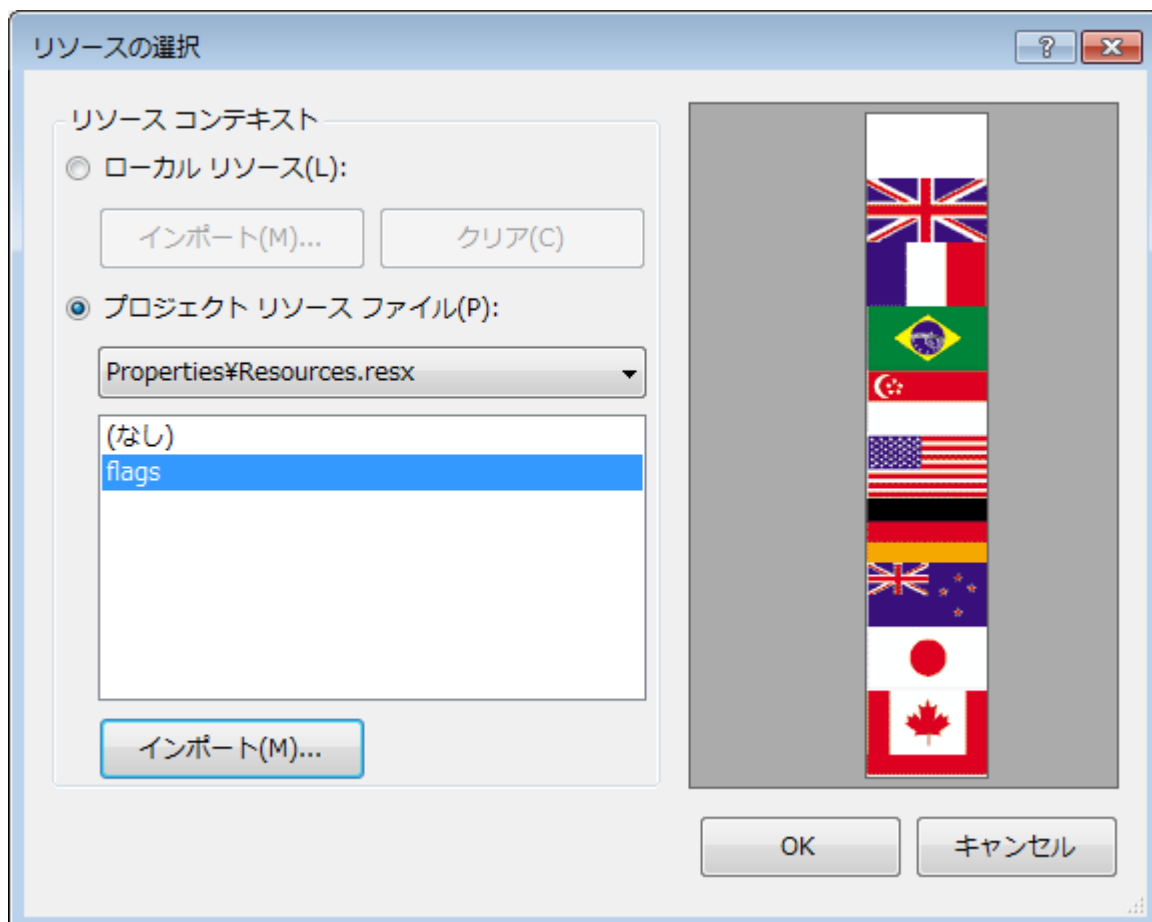 リソースの選択
リソース コンテキスト
ローカル リソース(L):
インポート(M)...
クリア(C)
プロジェクト リソース ファイル(P):
Properties¥Resources.resx
(なし)
flags
インポート(M)...
OK
キャンセル